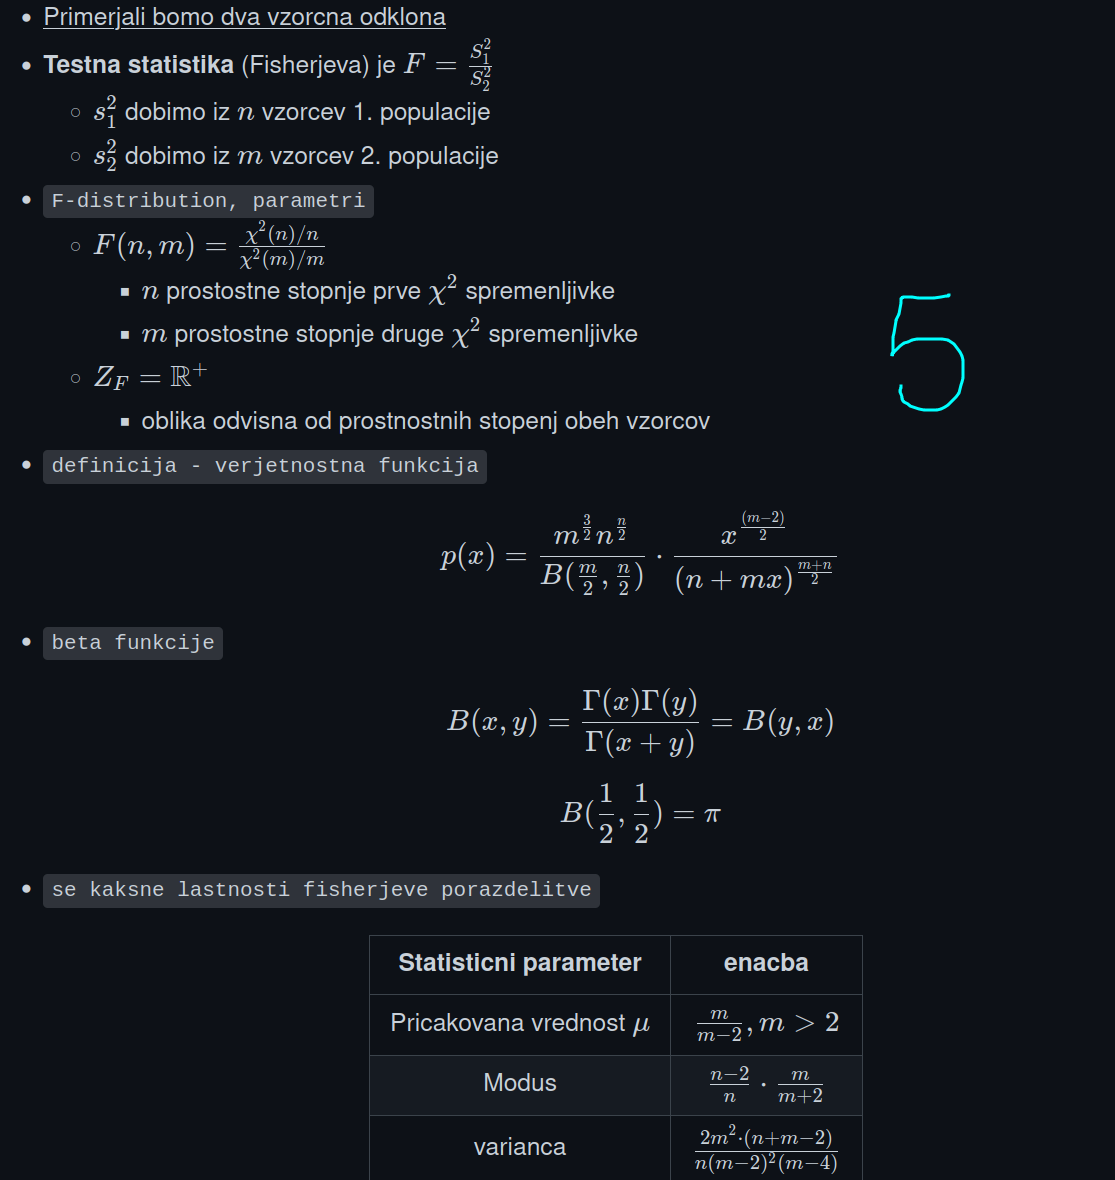 • Primerjali bomo dva vzorcna odklona
• Testna statistika (Fisherjeva) je $F = \frac{S_1^2}{S_2^2}$
○ $s_1^2$ dobimo iz $n$ vzorcev 1. populacije
○ $s_2^2$ dobimo iz $m$ vzorcev 2. populacije
• F-distribution, parametri
○ $F(n, m) = \frac{\chi^2(n)/n}{\chi^2(m)/m}$
▪ $n$ prostostne stopnje prve $\chi^2$ spremenljivke
▪ $m$ prostostne stopnje druge $\chi^2$ spremenljivke
5
○ $Z_F = \mathbb{R}^+$
▪ oblika odvisna od prostnostnih stopenj obeh vzorcov
• definicija - verjetnostna funkcija
$p(x) = \frac{m^{\frac{3}{2}} n^{\frac{n}{2}}}{B(\frac{m}{2}, \frac{n}{2})} \cdot \frac{x^{\frac{(m-2)}{2}}}{(n + mx)^{\frac{m+n}{2}}}$
• beta funkcije
$B(x, y) = \frac{\Gamma(x)\Gamma(y)}{\Gamma(x + y)} = B(y, x)$
$B(\frac{1}{2}, \frac{1}{2}) = \pi$
• se kaksne lastnosti fisherjeve porazdelitve
Statisticni parameter enacba
Pricakovana vrednost $\mu$ $\frac{m}{m-2}, m > 2$
Modus $\frac{n-2}{n} \cdot \frac{m}{m+2}$
varianca $\frac{2m^2 \cdot (n+m-2)}{n(m-2)^2(m-4)}$